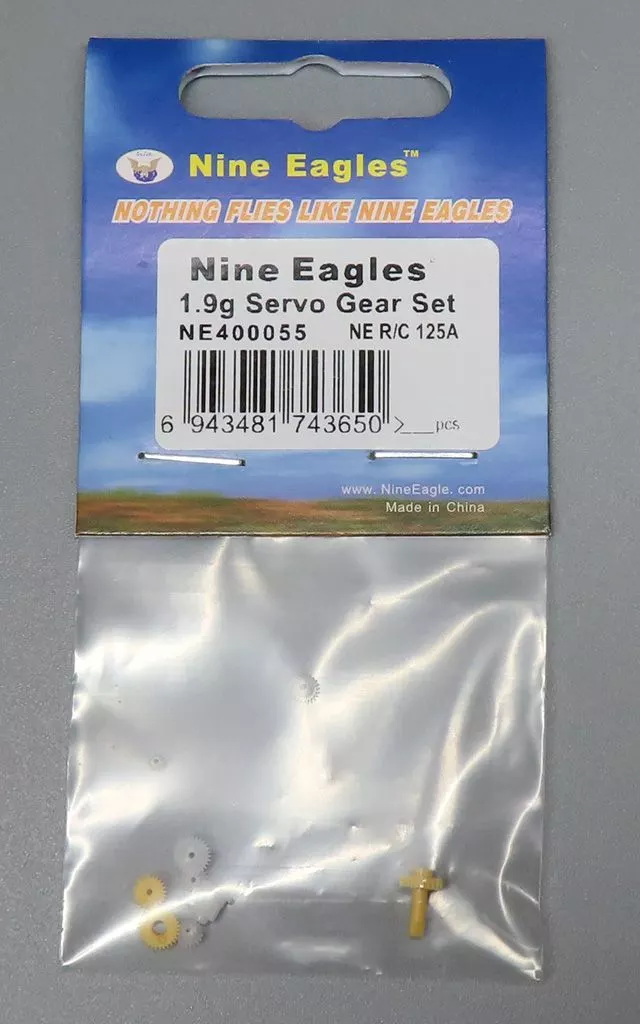 Nine Eagles™
NOTHING FLIES LIKE NINE EAGLES
Nine Eagles
1.9g Servo Gear Set
NE400055 NE R/C 125A
6 943481 743650 > ___pcs
www. NineEagle. com
Made in China